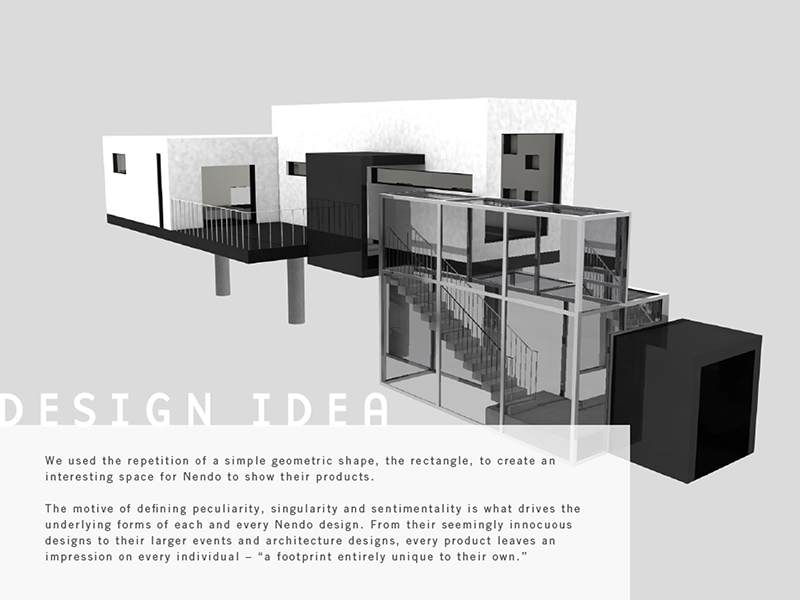 DESIGN IDEA
We used the repetition of a simple geometric shape, the rectangle, to create an
interesting space for Nendo to show their products.
The motive of defining peculiarity, singularity and sentimentality is what drives the
underlying forms of each and every Nendo design. From their seemingly innocuous
designs to their larger events and architecture designs, every product leaves an
impression on every individual – “a footprint entirely unique to their own.”